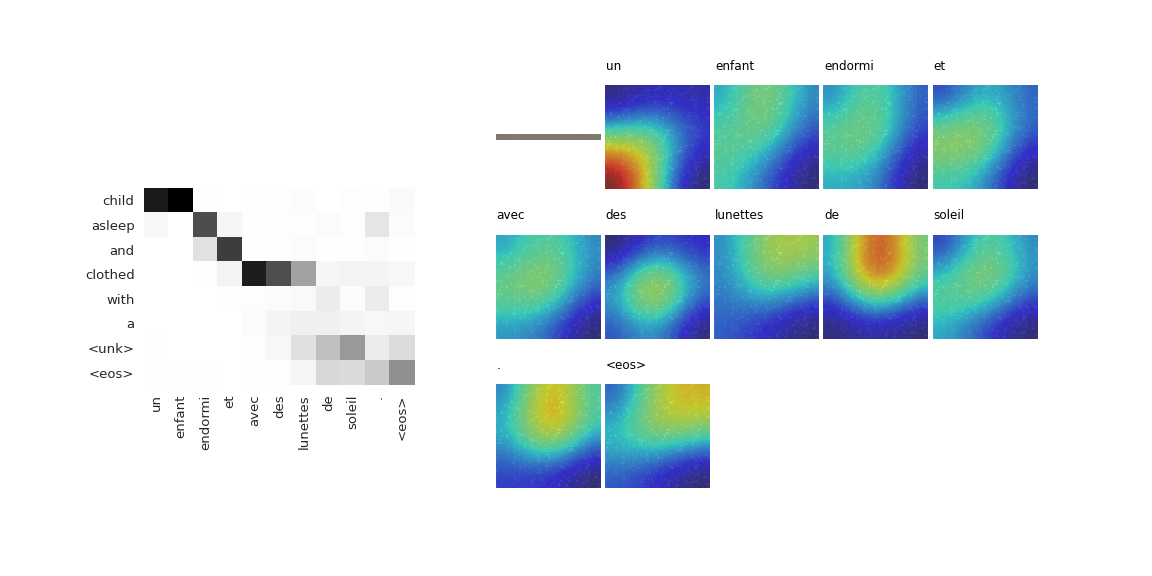 child
asleep
and
clothed
with
a
<unk>
<eos>
un enfant endormi et avec des lunettes de soleil . <eos>
un enfant endormi et
avec des lunettes de soleil
. <eos>